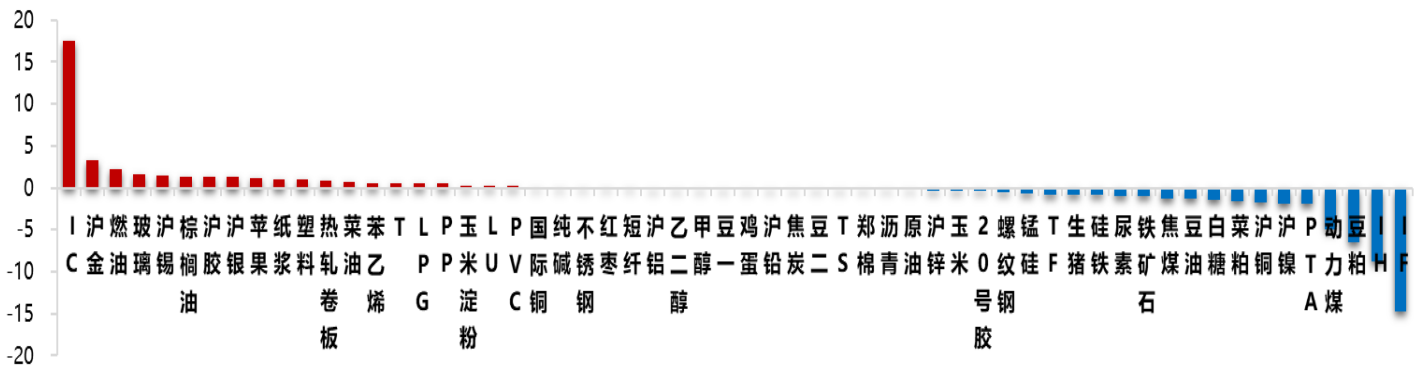 20
15
10
5
0
-5
-10
-15
-20
IC
沪金
燃油
玻璃
沪锡
棕榈油
沪胶
沪银
苹果
纸浆
塑料
热轧卷板
菜油
苯乙烯
T
LPG
PP
玉米淀粉
LU
PVC
国际铜
纯碱
不锈钢
红枣
短纤
沪铝
乙二醇
甲醇
豆一
鸡蛋
沪铅
焦炭
豆二
TS
郑棉
沥青
原油
沪锌
玉米
20号胶
螺纹钢
锰硅
TF
生猪
硅铁
尿素
铁矿石
焦煤
豆油
白糖
菜粕
沪铜
沪镍
PTA
动力煤
豆粕
IH
IF